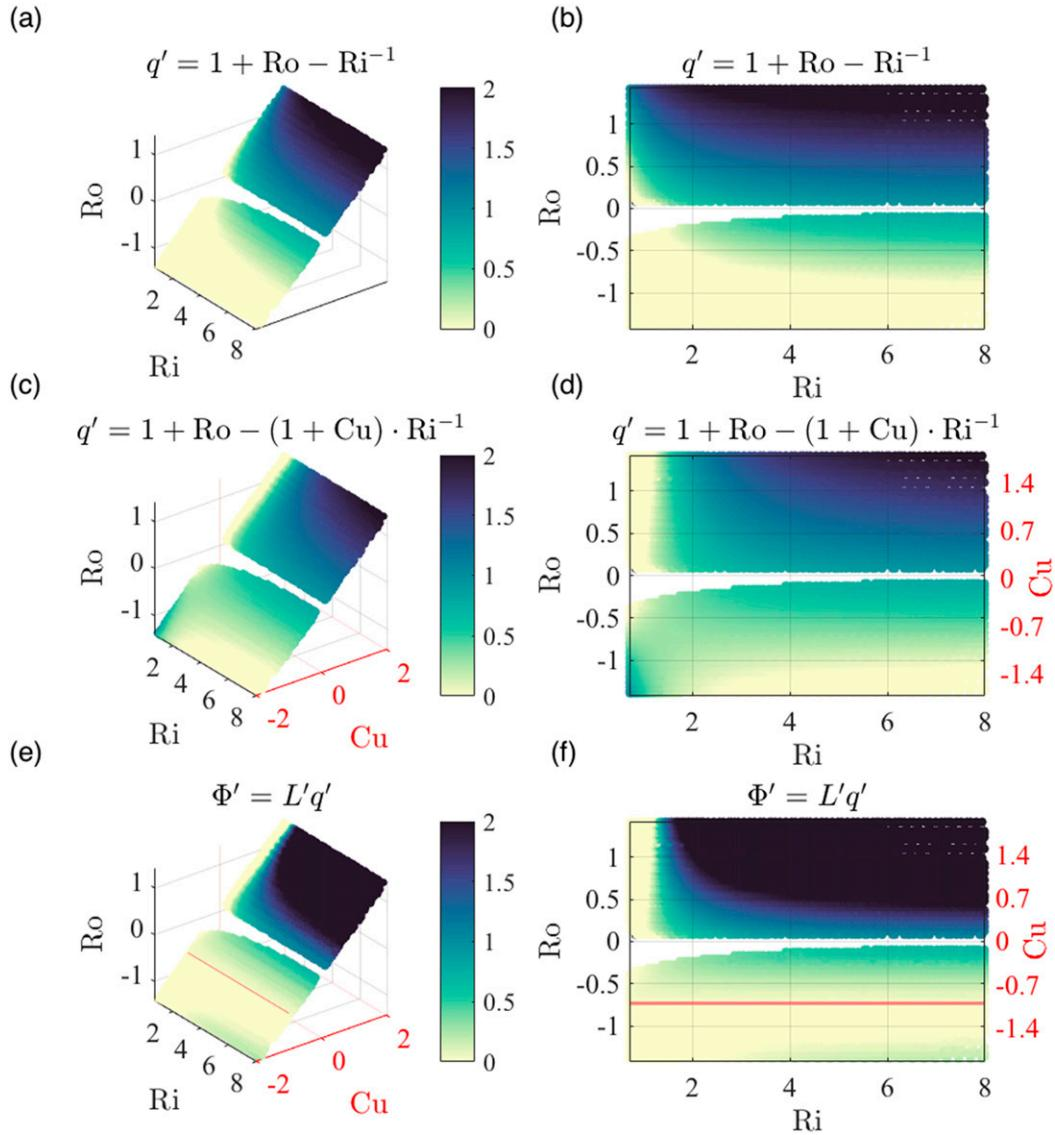 (a)
q′ = 1 + Ro − Ri⁻¹
1
0
-1
Ro
2
4
6
8
Ri
2
1.5
1
0.5
0
(b)
q′ = 1 + Ro − Ri⁻¹
1
0.5
0
-0.5
-1
Ro
2 4 6 8
Ri
(c)
q′ = 1 + Ro − (1 + Cu) · Ri⁻¹
1
0
-1
Ro
2
4
6
8
Ri
-2
0
2
Cu
2
1.5
1
0.5
0
(d)
q′ = 1 + Ro − (1 + Cu) · Ri⁻¹
1
0.5
0
-0.5
-1
Ro
2 4 6 8
Ri
1.4
0.7
0
-0.7
-1.4
Cu
(e)
Φ′ = L′q′
1
0
-1
Ro
2
4
6
8
Ri
-2
0
2
Cu
2
1.5
1
0.5
0
(f)
Φ′ = L′q′
1
0.5
0
-0.5
-1
Ro
2 4 6 8
Ri
1.4
0.7
0
-0.7
-1.4
Cu